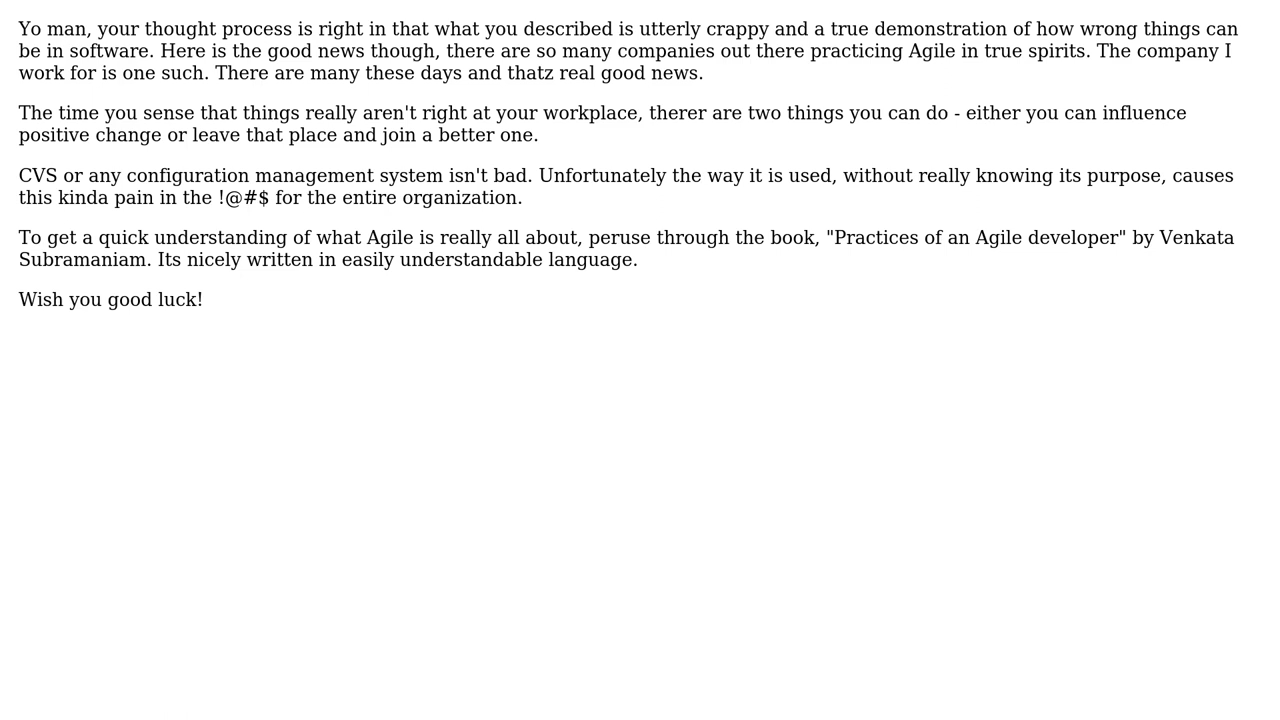 Yo man, your thought process is right in that what you described is utterly crappy and a true demonstration of how wrong things can
be in software. Here is the good news though, there are so many companies out there practicing Agile in true spirits. The company I
work for is one such. There are many these days and thatz real good news.
The time you sense that things really aren't right at your workplace, therer are two things you can do - either you can influence
positive change or leave that place and join a better one.
CVS or any configuration management system isn't bad. Unfortunately the way it is used, without really knowing its purpose, causes
this kinda pain in the !@#$ for the entire organization.
To get a quick understanding of what Agile is really all about, peruse through the book, "Practices of an Agile developer" by Venkata
Subramaniam. Its nicely written in easily understandable language.
Wish you good luck!